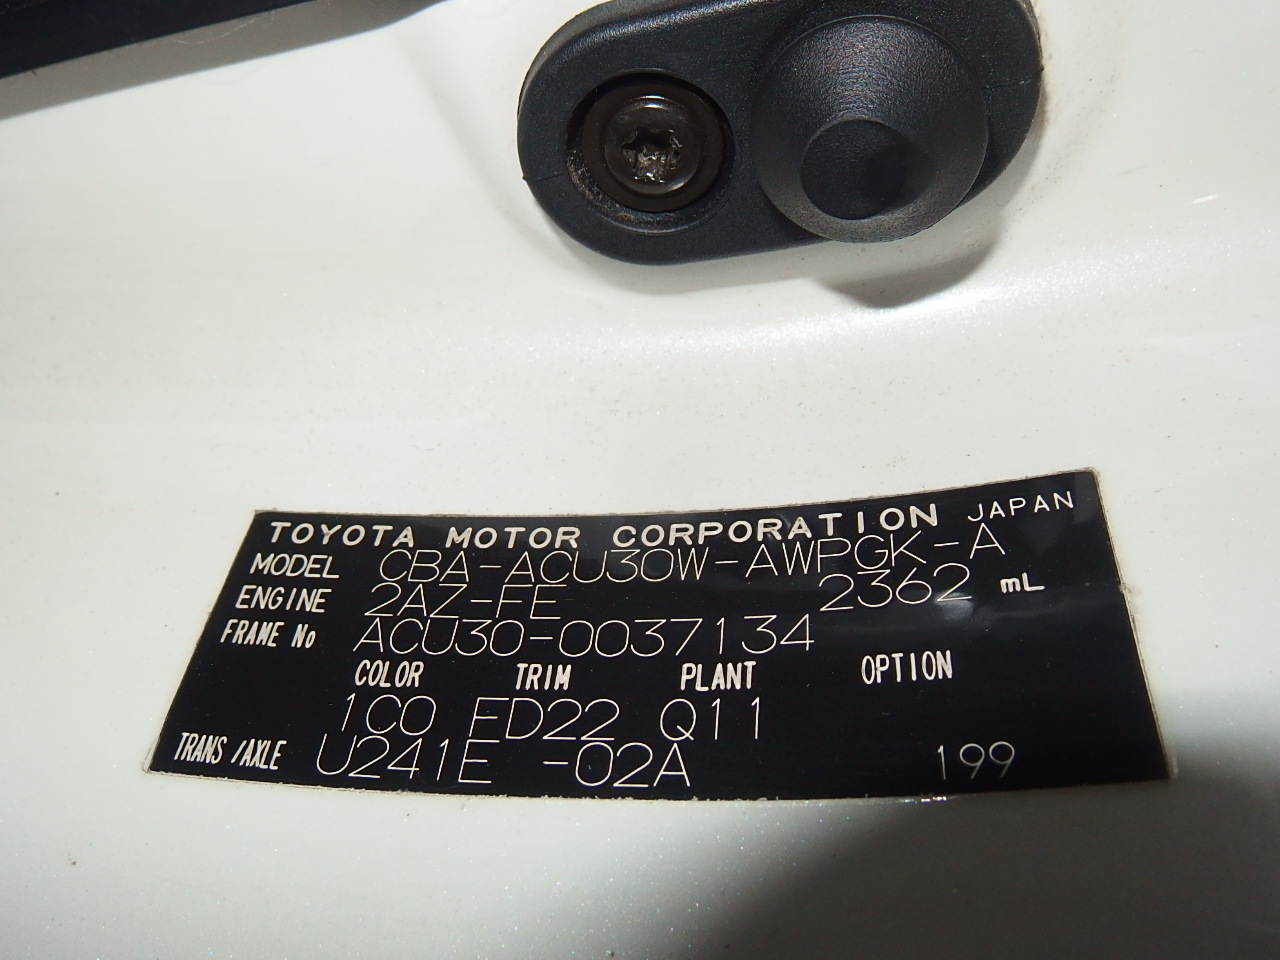 TOYOTA MOTOR CORPORATION JAPAN
MODEL CBA-ACU30W-AWPGK-A
ENGINE 2AZ-FE 2362 mL
FRAME No ACU30-0037134
COLOR TRIM PLANT OPTION
1C0 ED22 Q11
TRANS/AXLE U241E -02A 199